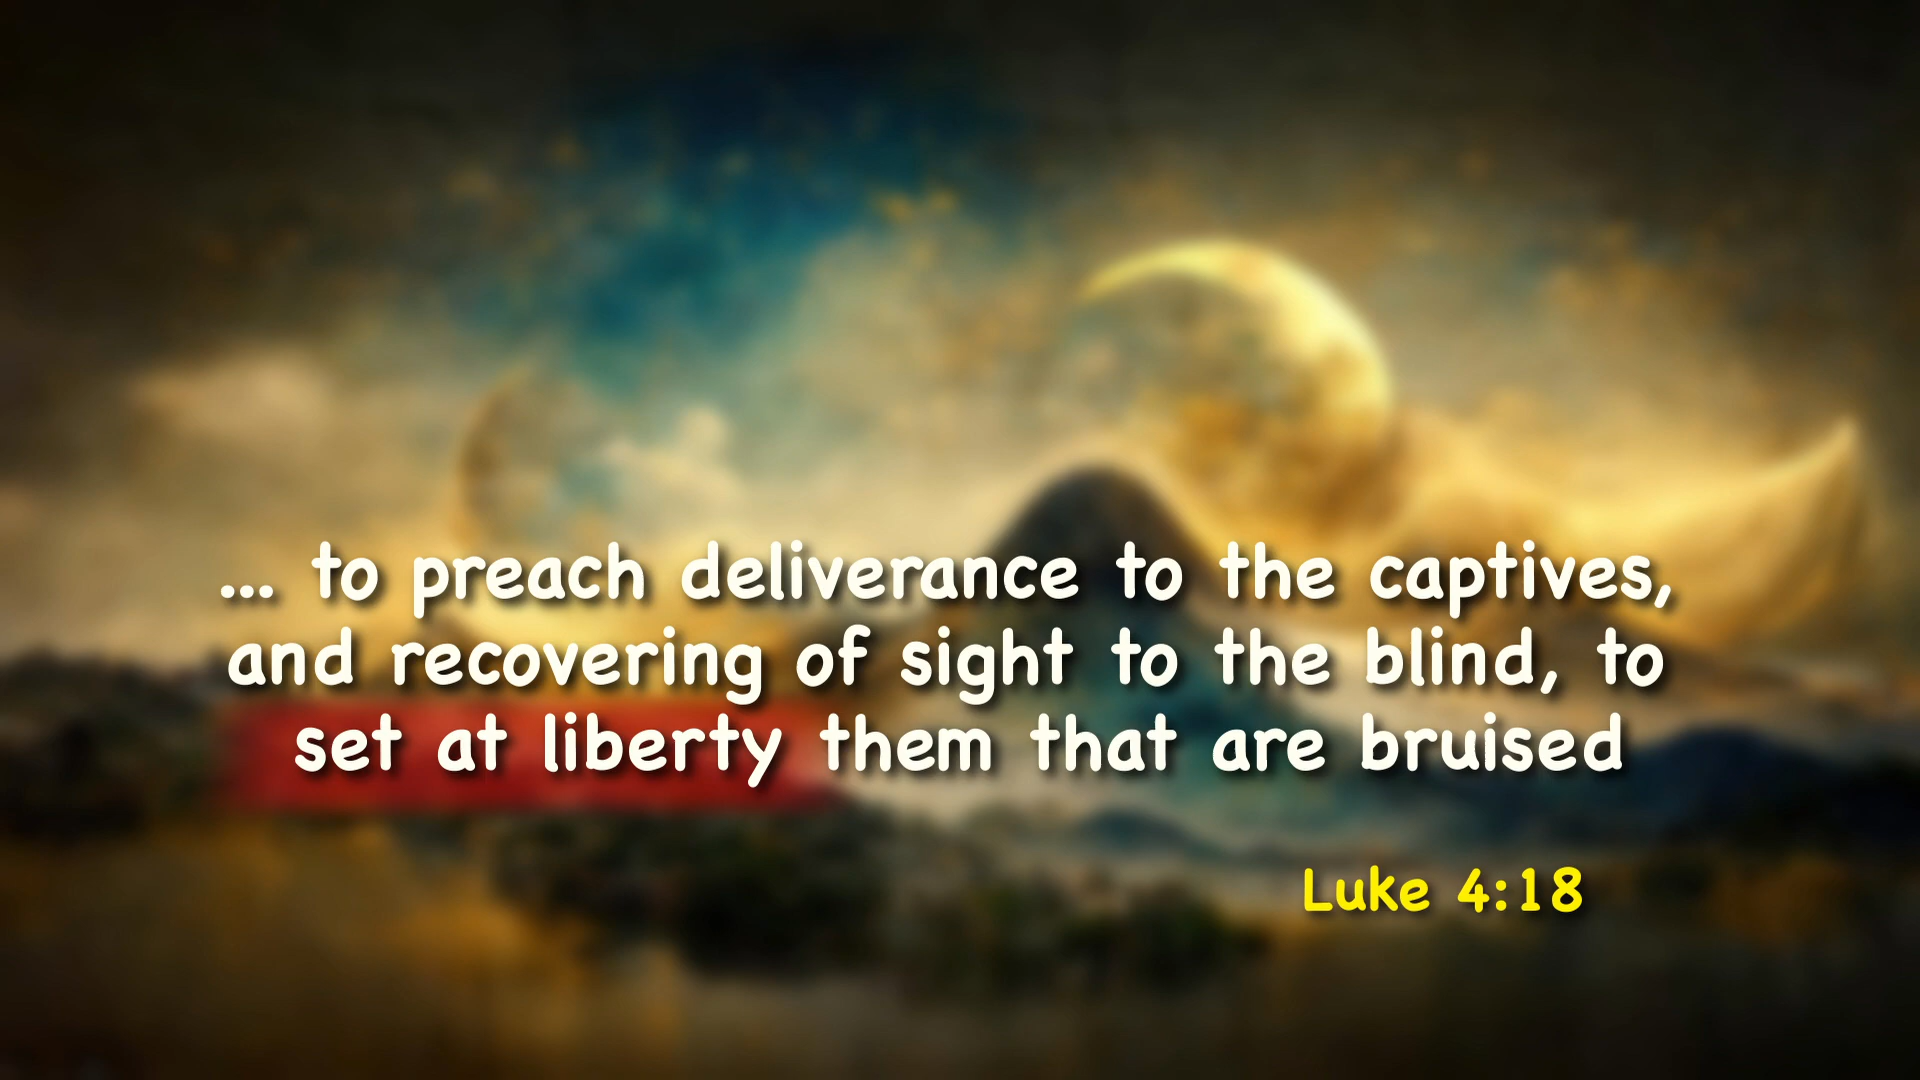 ... to preach deliverance to the captives,
and recovering of sight to the blind, to
set at liberty them that are bruised
Luke 4:18